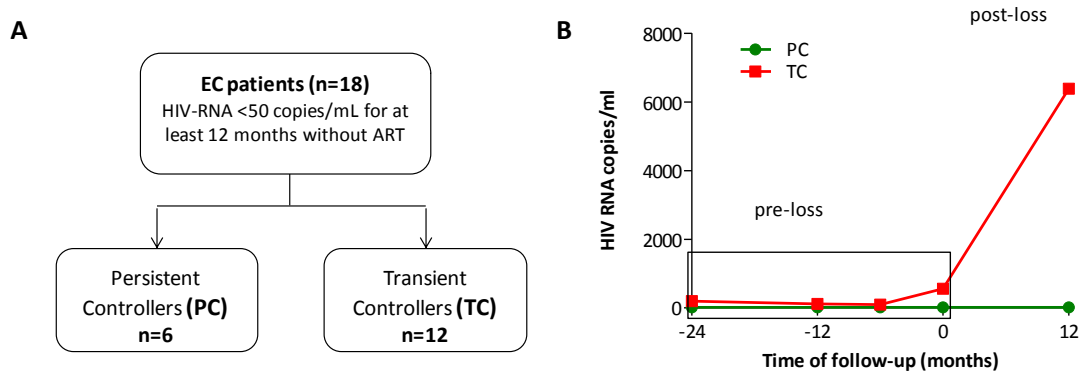 A
EC patients (n=18)
HIV-RNA <50 copies/mL for at
least 12 months without ART
Persistent
Controllers (PC)
n=6
Transient
Controllers (TC)
n=12
B
post-loss
PC
TC
HIV RNA copies/ml
8000
6000
4000
2000
0
pre-loss
-24
-12
0
12
Time of follow-up (months)